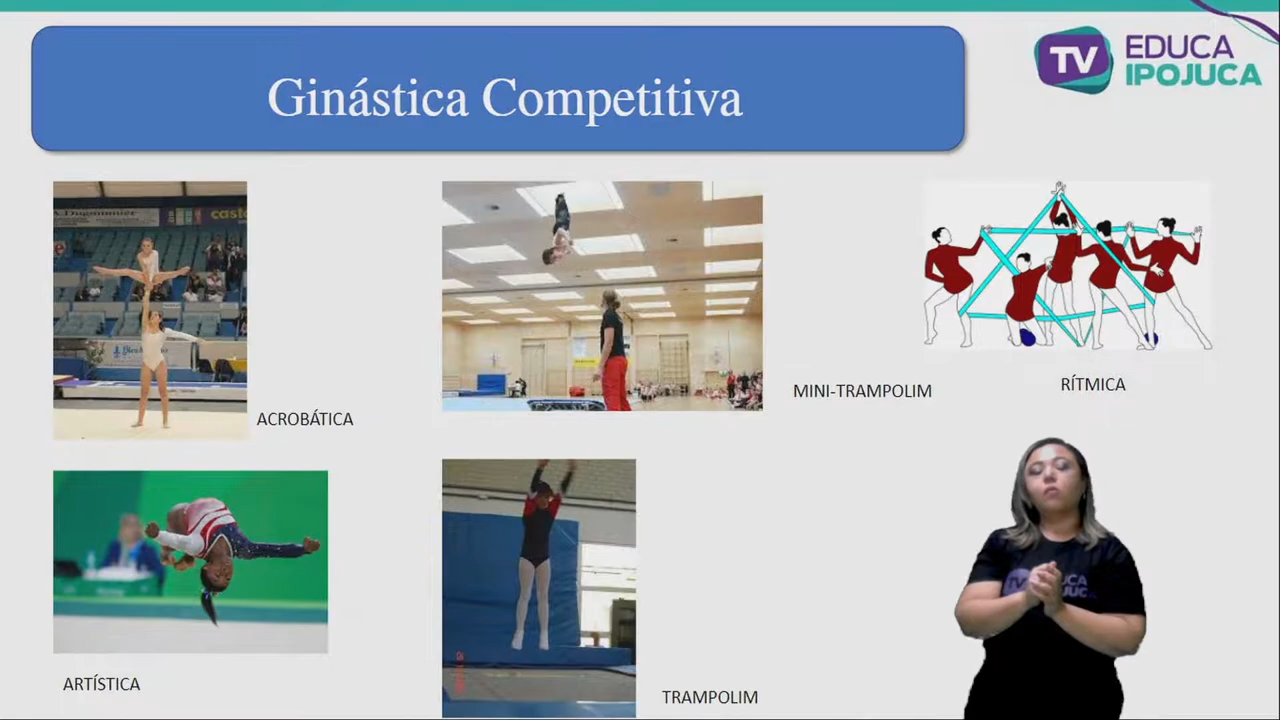 Ginástica Competitiva
TV EDUCA
IPOJUCA
ACROBÁTICA
MINI-TRAMPOLIM
RÍTMICA
ARTÍSTICA
TRAMPOLIM